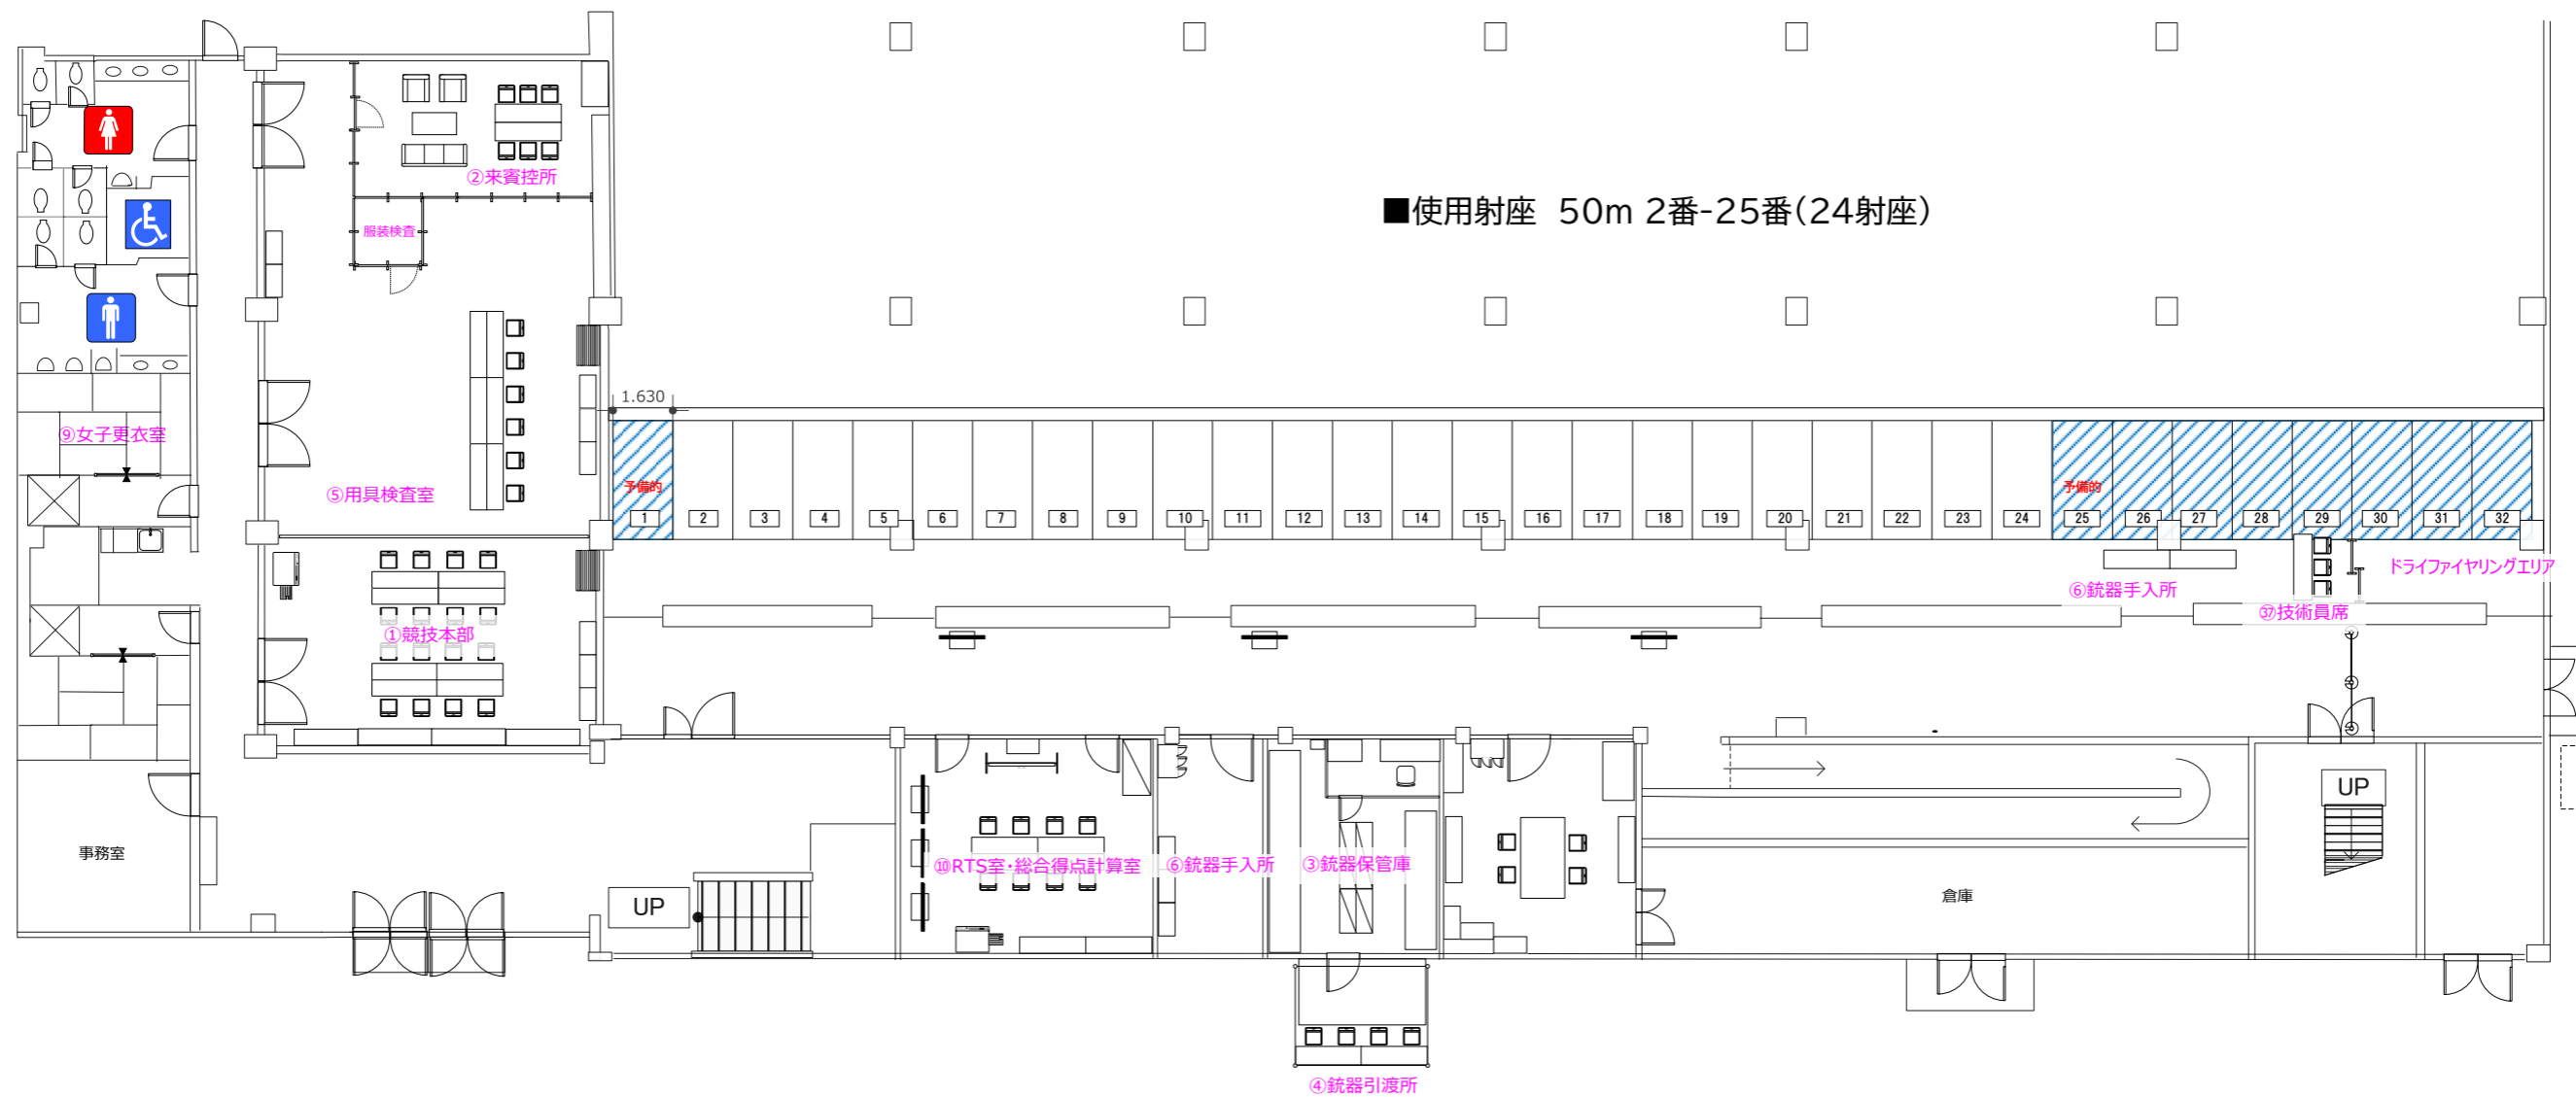 ②来賓控所
服装検査
■使用射座 50m 2番-25番(24射座)
1.630
⑨女子更衣室
⑤用具検査室
予備的
予備的
1 2 3 4 5 6 7 8 9 10 11 12 13 14 15 16 17 18 19 20 21 22 23 24 25 26 27 28 29 30 31 32
ドライファイヤリングエリア
⑥銃器手入所
㊲技術員席
①競技本部
UP
事務室
⑩RTS室・総合得点計算室
⑥銃器手入所
③銃器保管庫
倉庫
UP
④銃器引渡所